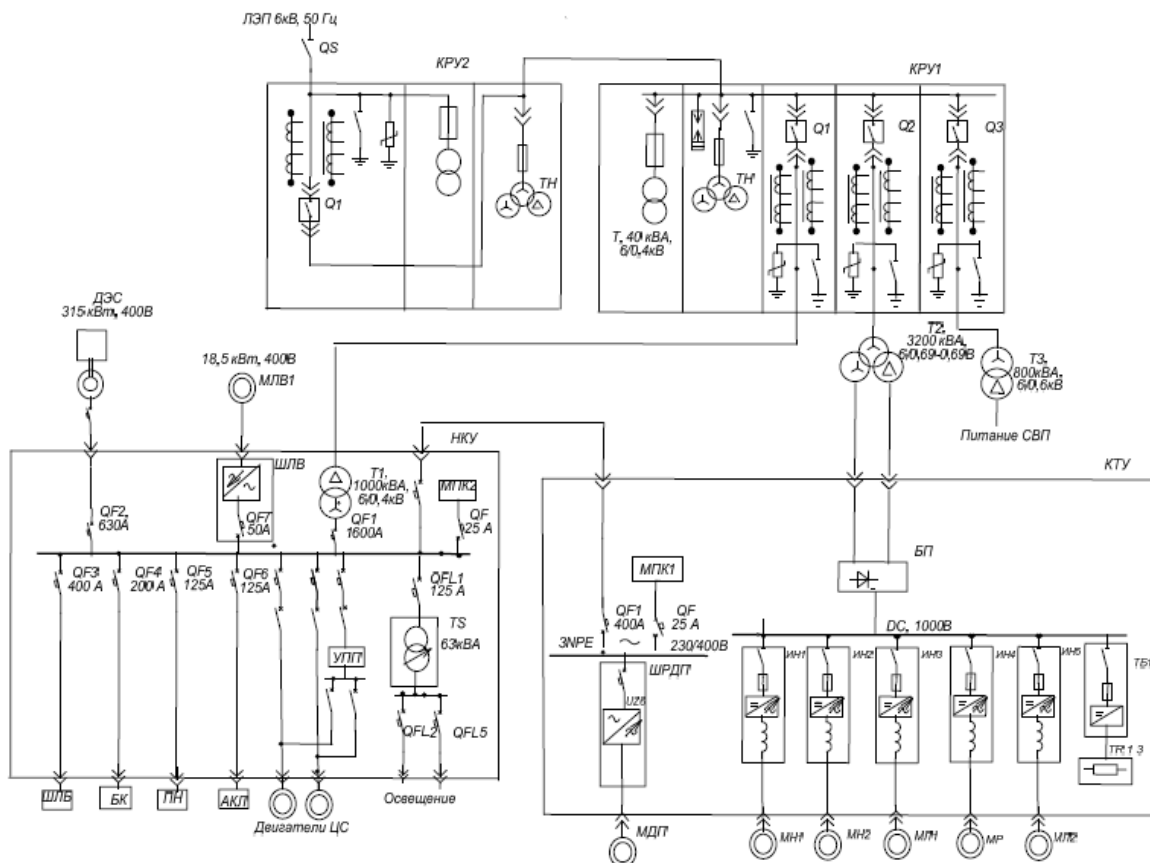 ЛЭП 6кВ, 50 Гц
QS
КРУ2
КРУ1
Q1
Q2
Q3
Q1
ТН
ТН
Т, 40 кВА,
6/0,4кВ
ДЭС
315 кВт, 400В
18,5 кВт, 400В
МЛВ1
Т2,
3200 кВА,
6/0,69-0,69В
Т3,
800кВА,
6/0,6кВ
Питание СВП
НКУ
КТУ
ШЛВ
Т1,
1000кВА,
6/0,4кВ
МПК2
QF2,
630А
QF7
50А
QF1
1600А
QF
25 А
БП
QF3
400 А
QF4
200 А
QF5
125А
QF6
125А
QFL1
125 А
МПК1
QF1
400А
QF
25 А
TS
63кВА
3NPE
230/400В
DC, 1000В
УПП
ШРДП
UZ6
ИН1
ИН2
ИН3
ИН4
ИН5
QFL2
QFL5
TR 1 3
ШЛБ
БК
ПН
АКЛ
Двигатели ЦС
Освещение
МДП
МН1
МН2
МР